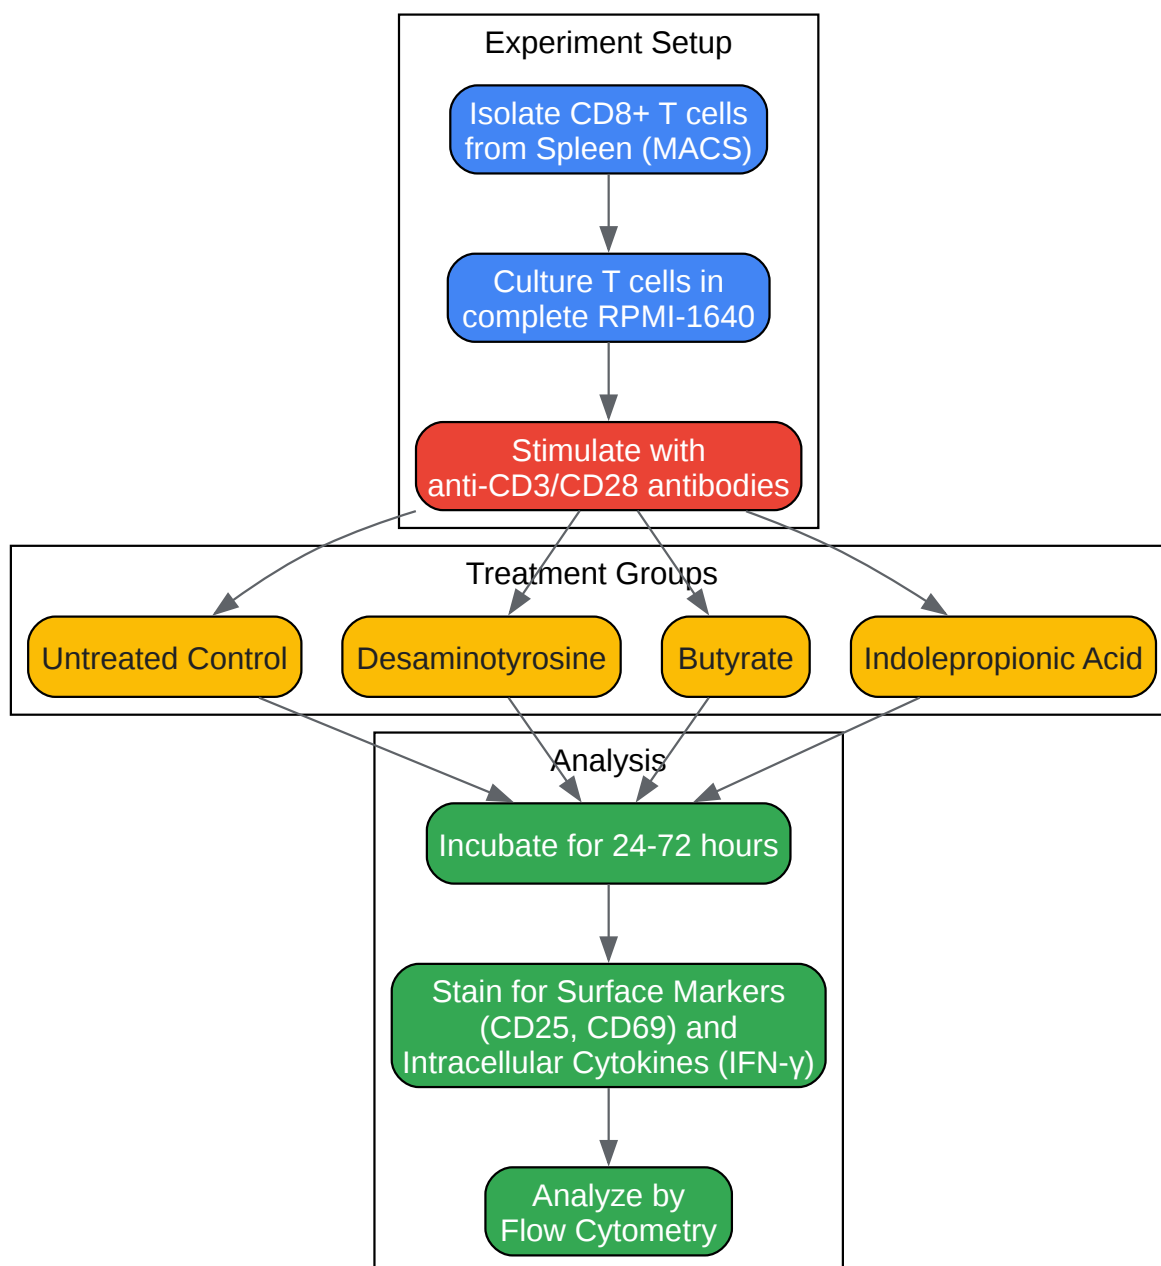 Experiment Setup
Isolate CD8+ T cells
from Spleen (MACS)
Culture T cells in
complete RPMI-1640
Stimulate with
anti-CD3/CD28 antibodies
Treatment Groups
Untreated Control
Desaminotyrosine
Butyrate
Indolepropionic Acid
Analysis
Incubate for 24-72 hours
Stain for Surface Markers
(CD25, CD69) and
Intracellular Cytokines (IFN-γ)
Analyze by
Flow Cytometry